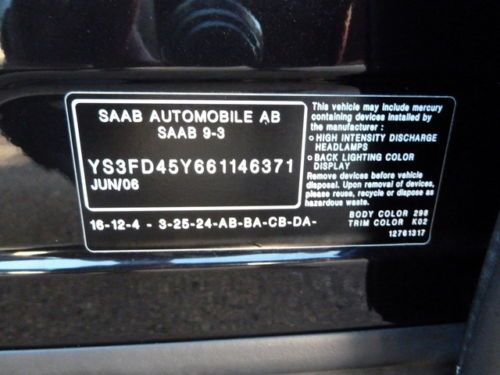 SAAB AUTOMOBILE AB
SAAB 9-3
YS3FD45Y661146371
JUN/06
16-12-4 - 3-25-24-AB-BA-CB-DA-
This vehicle may include mercury
containing devices installed by
the manufacturer :
○ HIGH INTENSITY DISCHARGE
HEADLAMPS
○ BACK LIGHTING COLOR
DISPLAY
Remove devices before vehicle
disposal. Upon removal of devices,
please reuse, recycle or dispose as
hazardous waste.
BODY COLOR 298
TRIM COLOR K02
12761317